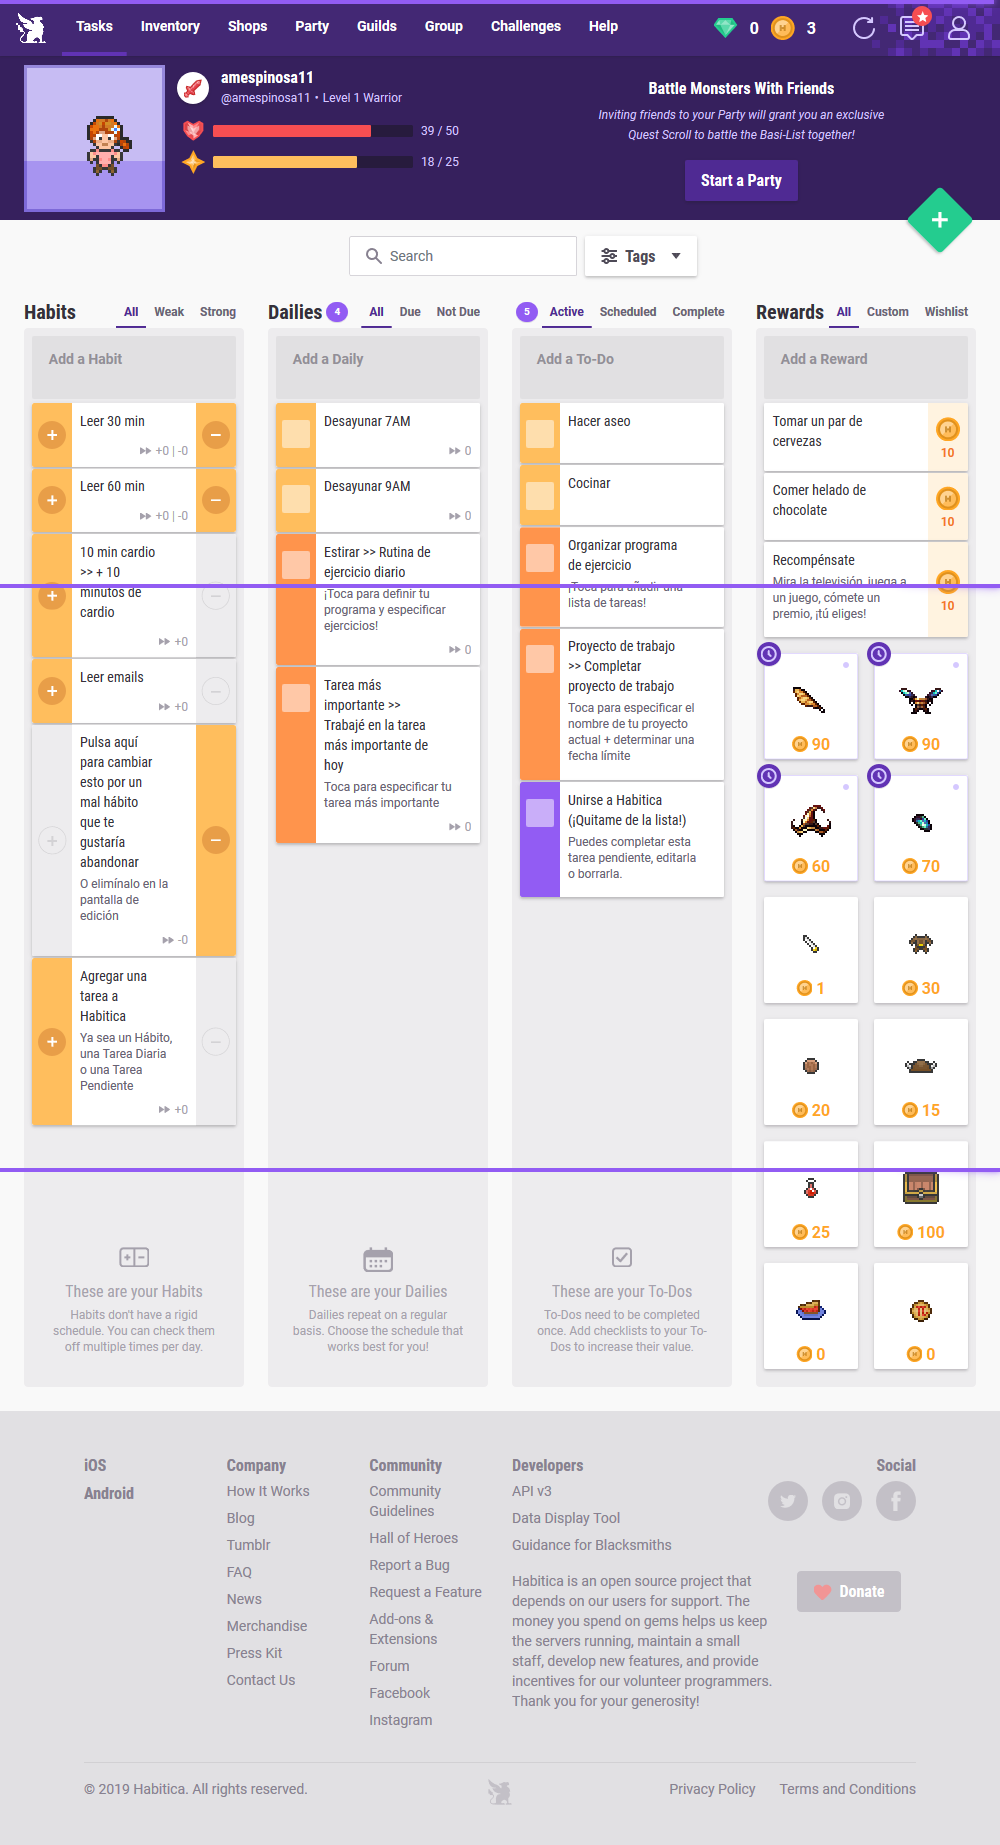 Tasks Inventory Shops Party Guilds Group Challenges Help 0 3
amespinosa11
@amespinosa11 • Level 1 Warrior
39 / 50
18 / 25
Battle Monsters With Friends
Inviting friends to your Party will grant you an exclusive
Quest Scroll to battle the Basi-List together!
Start a Party
Search
Tags
Habits All Weak Strong
Add a Habit
Leer 30 min
+0 | -0
Leer 60 min
+0 | -0
10 min cardio
>> + 10
minutos de
cardio
+0
Leer emails
+0
Pulsa aquí
para cambiar
esto por un
mal hábito
que te
gustaría
abandonar
O elimínalo en la
pantalla de
edición
-0
Agregar una
tarea a
Habitica
Ya sea un Hábito,
una Tarea Diaria
o una Tarea
Pendiente
+0
These are your Habits
Habits don't have a rigid
schedule. You can check them
off multiple times per day.
Dailies 4 All Due Not Due
Add a Daily
Desayunar 7AM
0
Desayunar 9AM
0
Estirar >> Rutina de
ejercicio diario
¡Toca para definir tu
programa y especificar
ejercicios!
0
Tarea más
importante >>
Trabajé en la tarea
más importante de
hoy
Toca para especificar tu
tarea más importante
0
These are your Dailies
Dailies repeat on a regular
basis. Choose the schedule that
works best for you!
5 Active Scheduled Complete
Add a To-Do
Hacer aseo
Cocinar
Organizar programa
de ejercicio
¡Toca para añadir una
lista de tareas!
Proyecto de trabajo
>> Completar
proyecto de trabajo
Toca para especificar el
nombre de tu proyecto
actual + determinar una
fecha límite
Unirse a Habitica
(¡Quitame de la lista!)
Puedes completar esta
tarea pendiente, editarla
o borrarla.
These are your To-Dos
To-Dos need to be completed
once. Add checklists to your To-
Dos to increase their value.
Rewards All Custom Wishlist
Add a Reward
Tomar un par de
cervezas
10
Comer helado de
chocolate
10
Recompénsate
Mira la televisión, juega a
un juego, cómete un
premio, ¡tú eliges!
10
90 90
60 70
1 30
20 15
25 100
0 0
iOS
Android
Company
How It Works
Blog
Tumblr
FAQ
News
Merchandise
Press Kit
Contact Us
Community
Community
Guidelines
Hall of Heroes
Report a Bug
Request a Feature
Add-ons &
Extensions
Forum
Facebook
Instagram
Developers
API v3
Data Display Tool
Guidance for Blacksmiths
Habitica is an open source project that
depends on our users for support. The
money you spend on gems helps us keep
the servers running, maintain a small
staff, develop new features, and provide
incentives for our volunteer programmers.
Thank you for your generosity!
Social
Donate
© 2019 Habitica. All rights reserved.
Privacy Policy Terms and Conditions